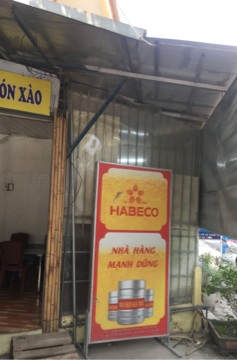 ÓN XÀO
HABECO
NHÀ HÀNG
MẠNH DŨNG